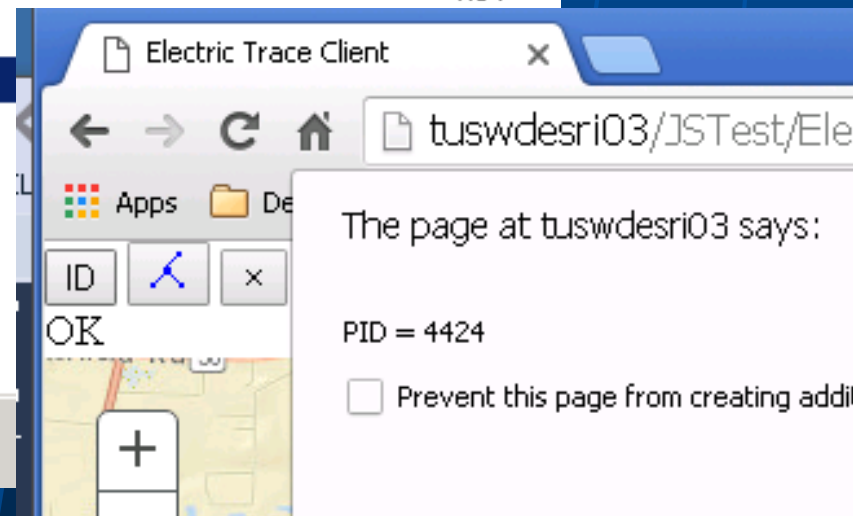 Electric Trace Client
tuswdesri03/JSTest/Ele
Apps De
The page at tuswdesri03 says:
ID
OK
PID = 4424
Prevent this page from creating addit